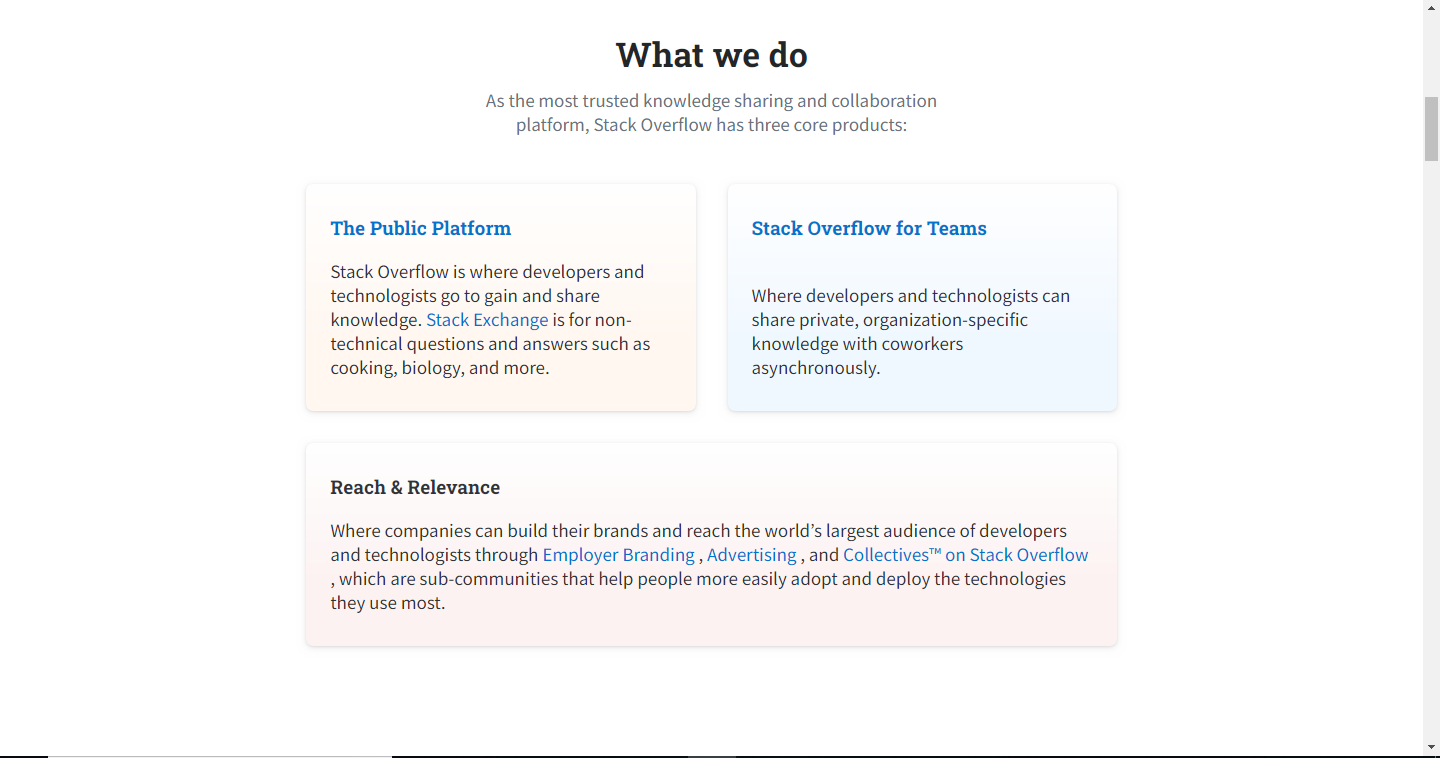 What we do
As the most trusted knowledge sharing and collaboration
platform, Stack Overflow has three core products:
The Public Platform
Stack Overflow is where developers and
technologists go to gain and share
knowledge. Stack Exchange is for non-
technical questions and answers such as
cooking, biology, and more.
Stack Overflow for Teams
Where developers and technologists can
share private, organization-specific
knowledge with coworkers
asynchronously.
Reach & Relevance
Where companies can build their brands and reach the world’s largest audience of developers
and technologists through Employer Branding , Advertising , and Collectives™ on Stack Overflow
, which are sub-communities that help people more easily adopt and deploy the technologies
they use most.